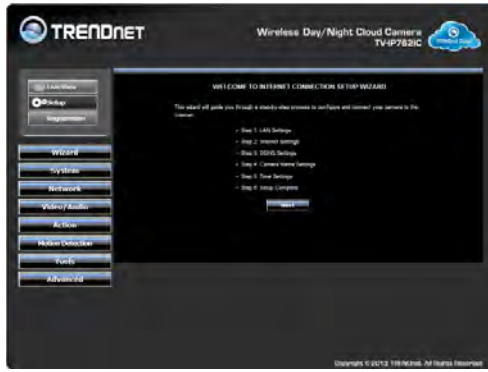 TRENDNET
Wireless Day/Night Cloud Camera
TV-IP762IC
Live View
Setup
WELCOME TO INTERNET CONNECTION SETUP WIZARD
This wizard will guide you through a step-by-step process to configure and connect your camera to the
Internet.
- Step 1: LAN Settings
- Step 2: Internet Settings
- Step 3: DDNS Settings
- Step 4: Camera Name Settings
- Step 5: Time Settings
- Step 6: Setup Complete
Next
Wizard
System
Network
Video/Audio
Action
Motion Detection
Tools
Advanced
Copyright © 2013 TRENDnet. All Rights Reserved.